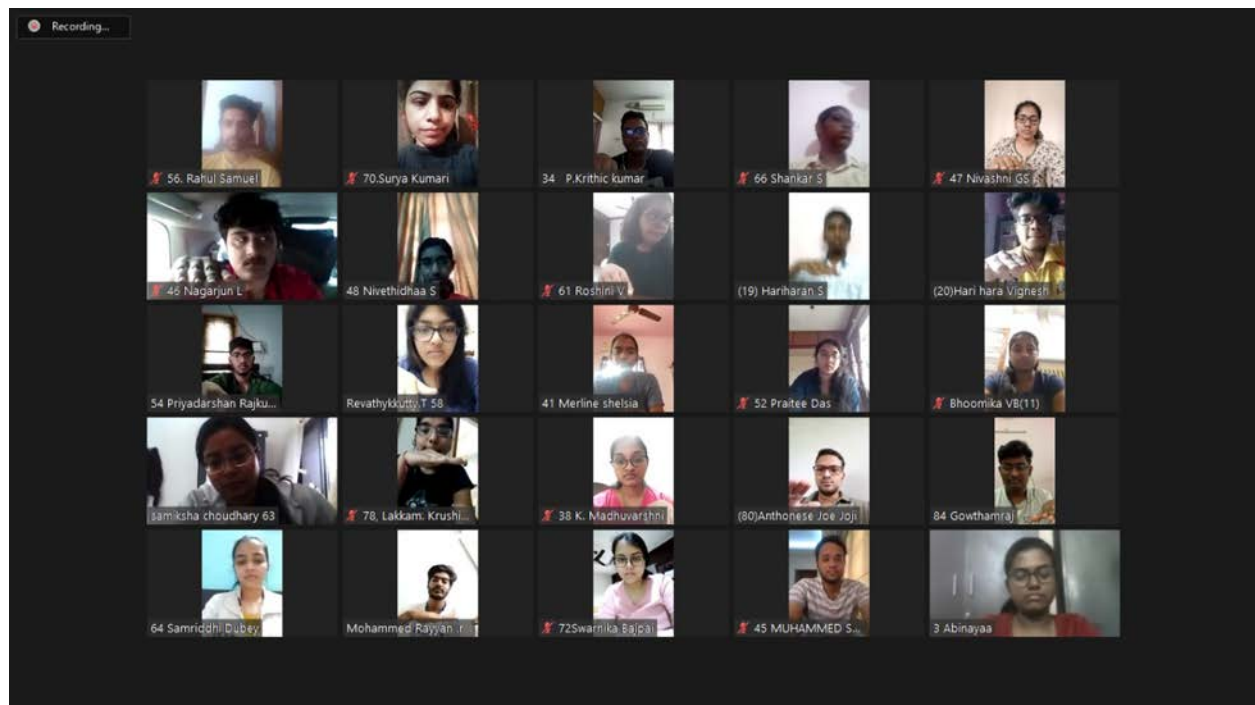 Recording...
56. Rahul Samuel
70.Surya Kumari
34 P.Krithic kumar
66 Shankar S
47 Nivashni GS
46 Nagarjun L
48 Nivethidhaa S
61 Roshini V
(19) Hariharan S
(20)Hari hara Vignesh
54 Priyadarshan Rajku...
Revathykkutty.T 58
41 Merline shelsia
52 Praitee Das
Bhoomika VB(11)
samiksha choudhary 63
78, Lakkam. Krushi...
38 K. Madhuvarshni
(80)Anthonese Joe Joji
84 Gowthamraj
64 Samriddhi Dubey
Mohammed Rayyan .r
72Swarnika Bajpai
45 MUHAMMED S...
3 Abinayaa